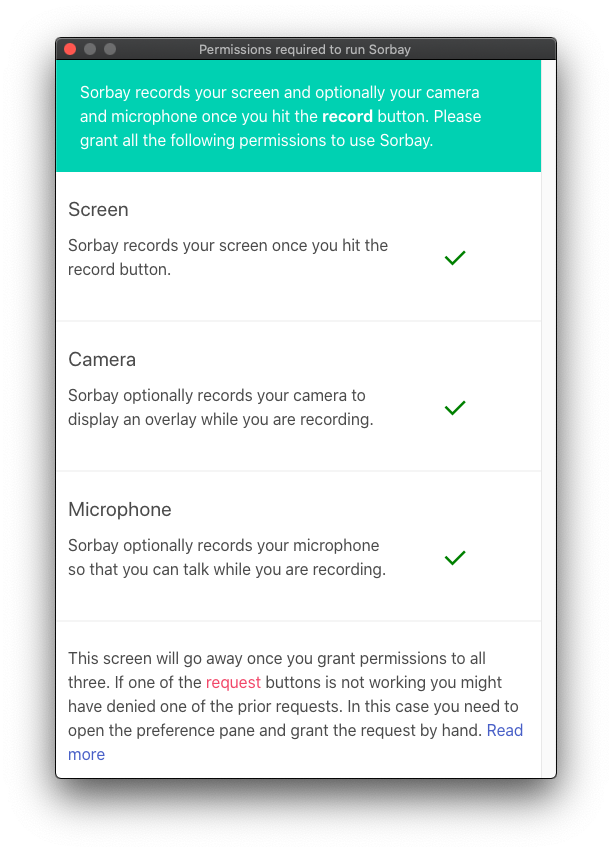 Permissions required to run Sorbay
Sorbay records your screen and optionally your camera
and microphone once you hit the record button. Please
grant all the following permissions to use Sorbay.
Screen
Sorbay records your screen once you hit the
record button.
Camera
Sorbay optionally records your camera to
display an overlay while you are recording.
Microphone
Sorbay optionally records your microphone
so that you can talk while you are recording.
This screen will go away once you grant permissions to all
three. If one of the request buttons is not working you might
have denied one of the prior requests. In this case you need to
open the preference pane and grant the request by hand. Read
more